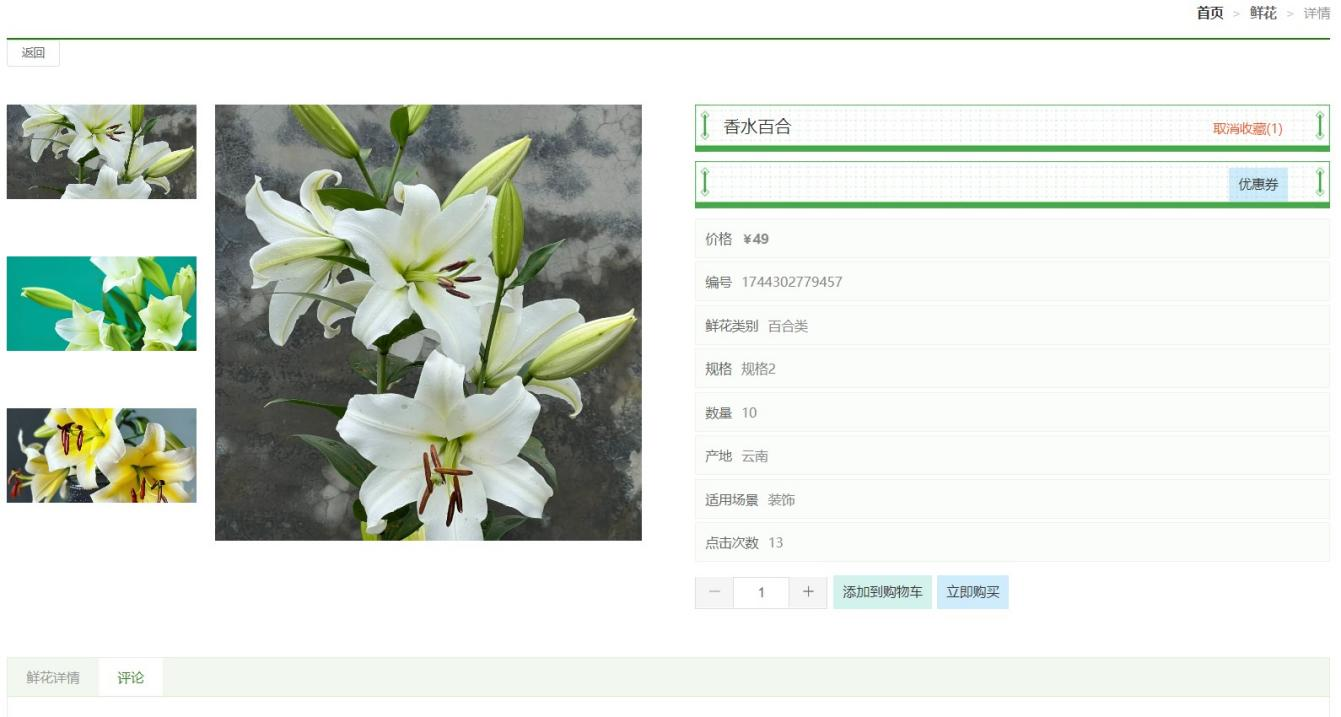 首页 > 鲜花 > 详情
返回
香水百合 取消收藏(1)
优惠券
价格 ¥49
编号 1744302779457
鲜花类别 百合类
规格 规格2
数量 10
产地 云南
适用场景 装饰
点击次数 13
− 1 + 添加到购物车 立即购买
鲜花详情 评论